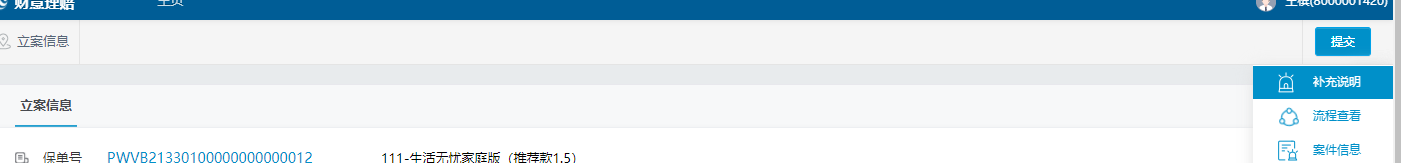 财意理赔
主页
王槟(8000001420)
立案信息
提交
补充说明
立案信息
流程查看
案件信息
保单号 PWVB21330100000000000012 111-生活无忧家庭版（推荐款1.5）